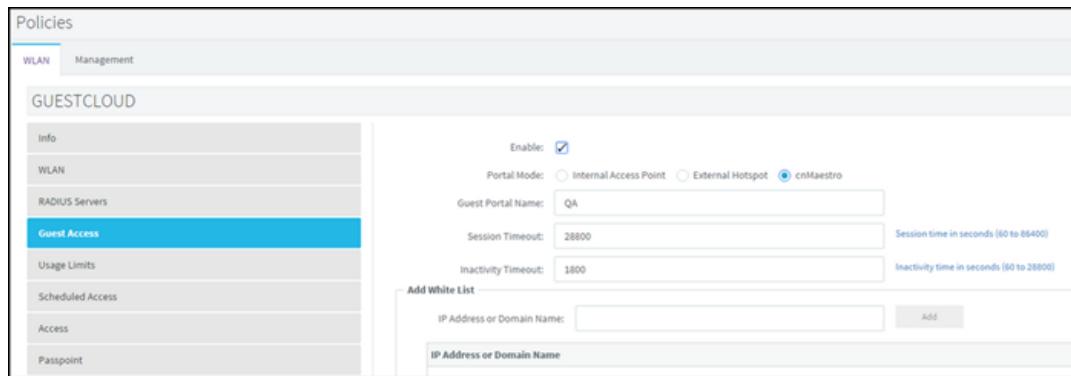 Policies
WLAN Management
GUESTCLOUD
Info
WLAN
RADIUS Servers
Guest Access
Usage Limits
Scheduled Access
Access
Passpoint
Enable:
Portal Mode: Internal Access Point External Hotspot cnMaestro
Guest Portal Name: QA
Session Timeout: 28800 Session time in seconds (60 to 86400)
Inactivity Timeout: 1800 Inactivity time in seconds (60 to 28800)
Add White List
IP Address or Domain Name: Add
IP Address or Domain Name